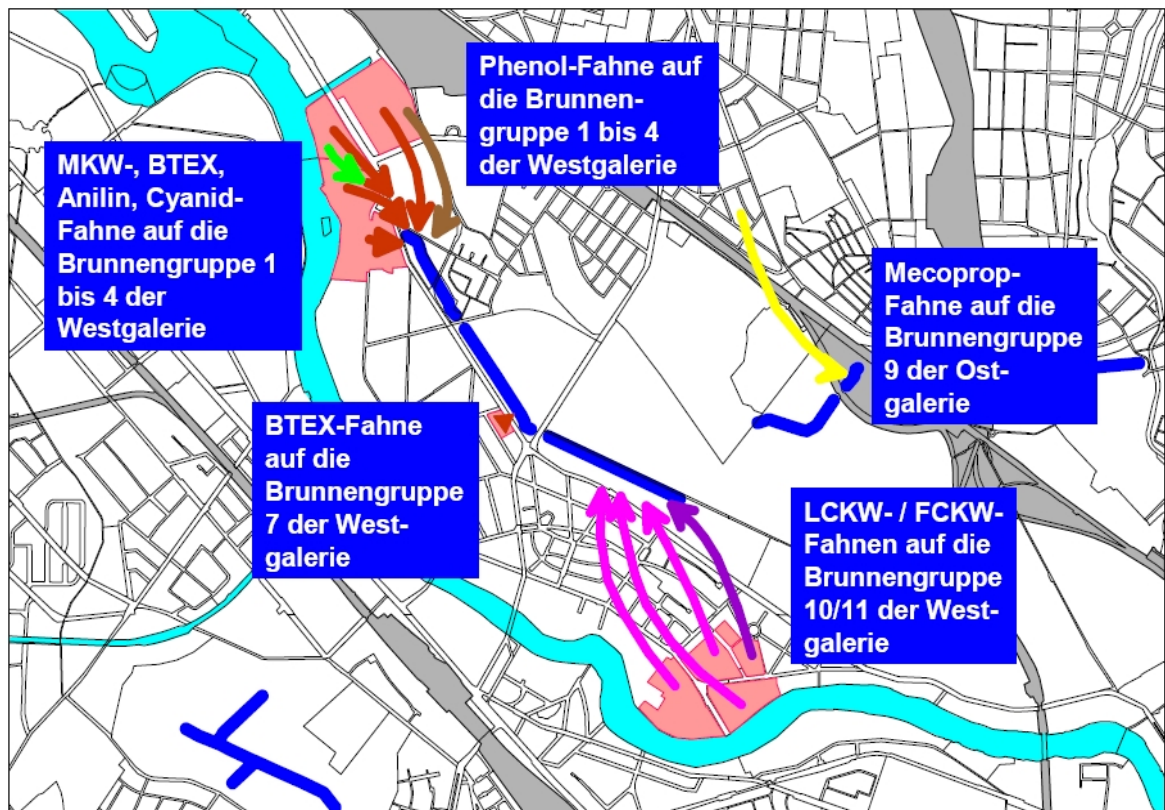 Phenol-Fahne auf
die Brunnen-
gruppe 1 bis 4
der Westgalerie
MKW-, BTEX,
Anilin, Cyanid-
Fahne auf die
Brunnengruppe 1
bis 4 der
Westgalerie
Mecoprop-
Fahne auf die
Brunnengruppe
9 der Ost-
galerie
BTEX-Fahne
auf die
Brunnengruppe
7 der West-
galerie
LCKW- / FCKW-
Fahnen auf die
Brunnengruppe
10/11 der West-
galerie